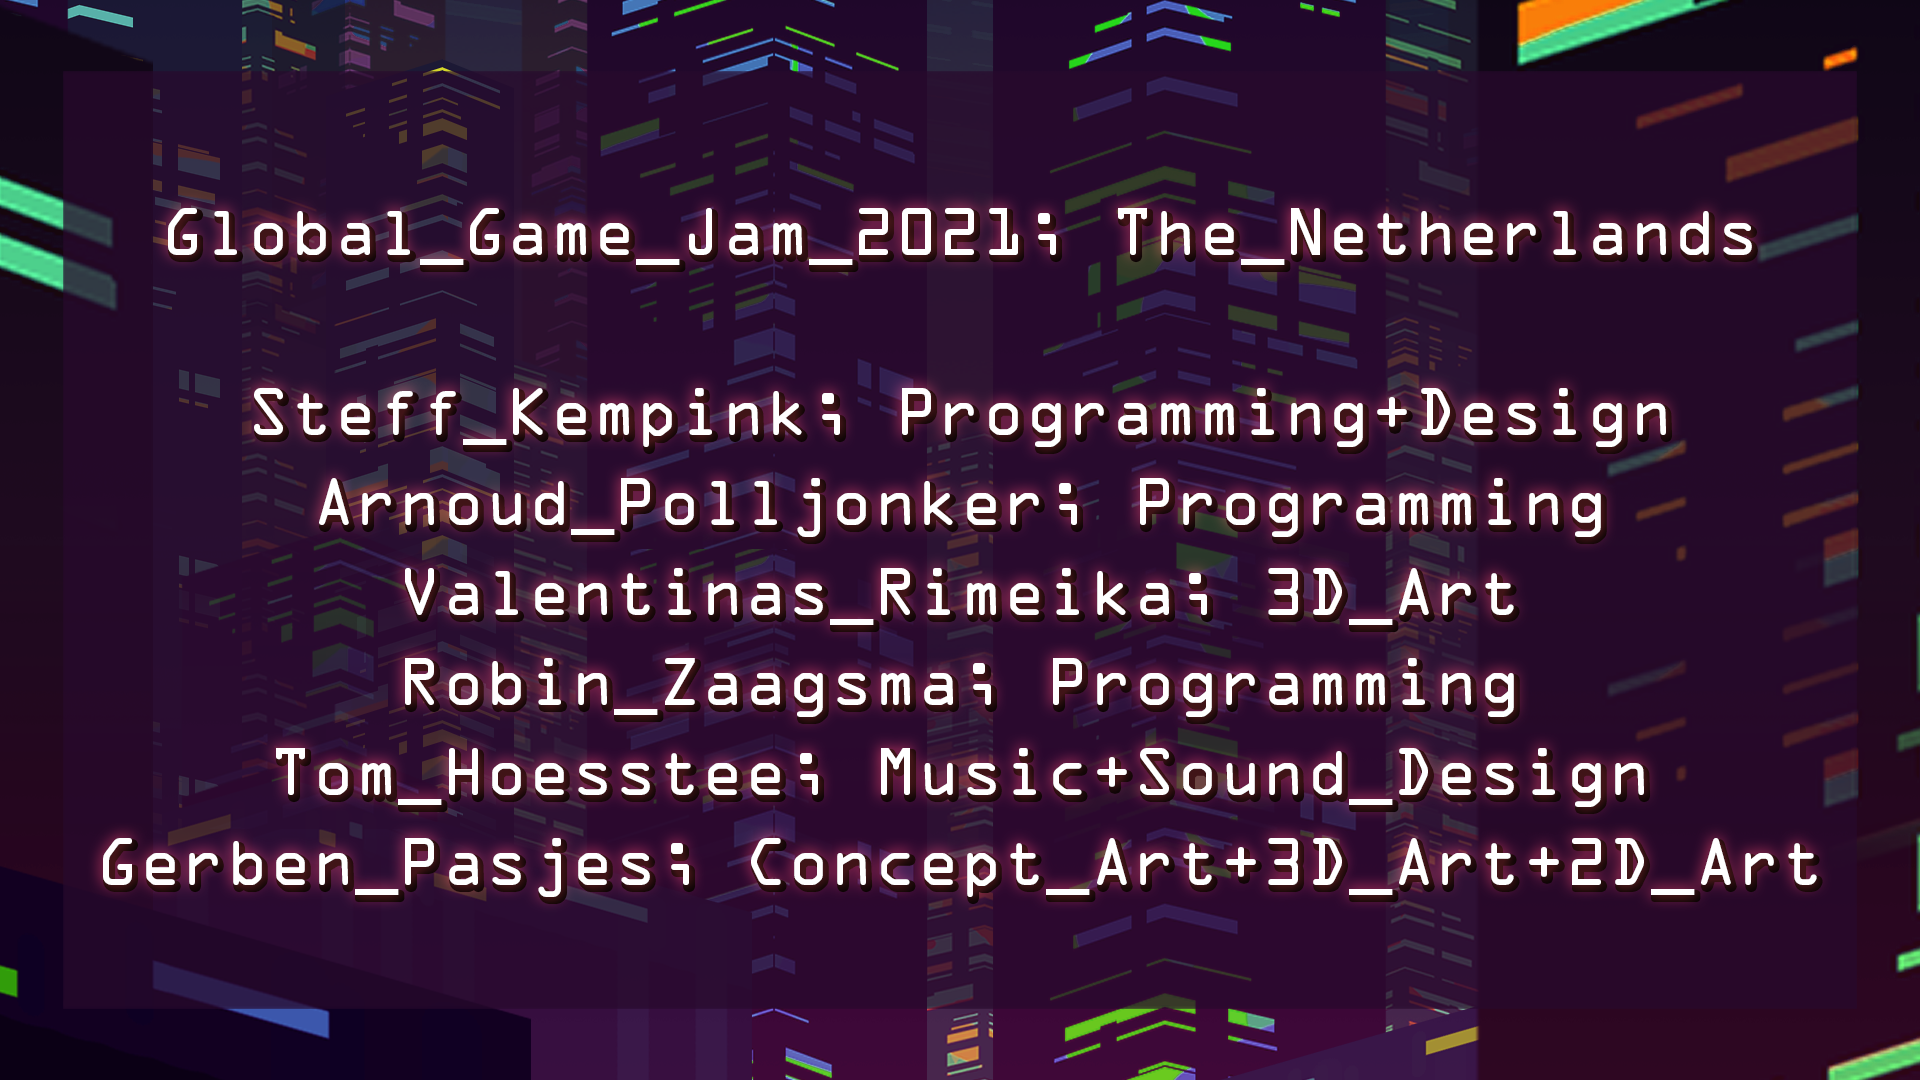 Global_Game_Jam_2021; The_Netherlands
Steff_Kempink; Programming+Design
Arnoud_Polljonker; Programming
Valentinas_Rimeika; 3D_Art
Robin_Zaagsma; Programming
Tom_Hoesstee; Music+Sound_Design
Gerben_Pasjes; Concept_Art+3D_Art+2D_Art